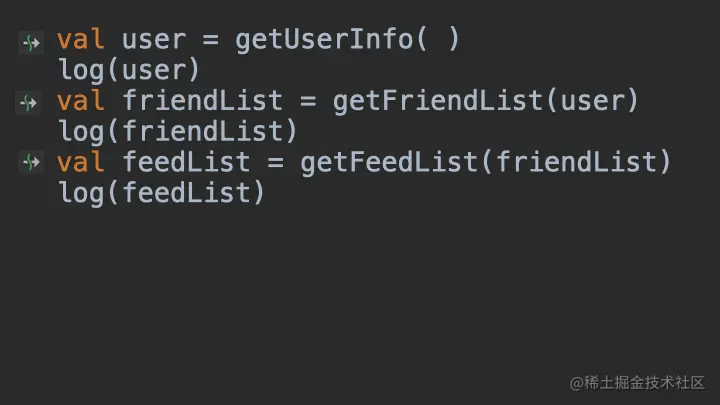 val user = getUserInfo( )
log(user)
val friendList = getFriendList(user)
log(friendList)
val feedList = getFeedList(friendList)
log(feedList)
@稀土掘金技术社区